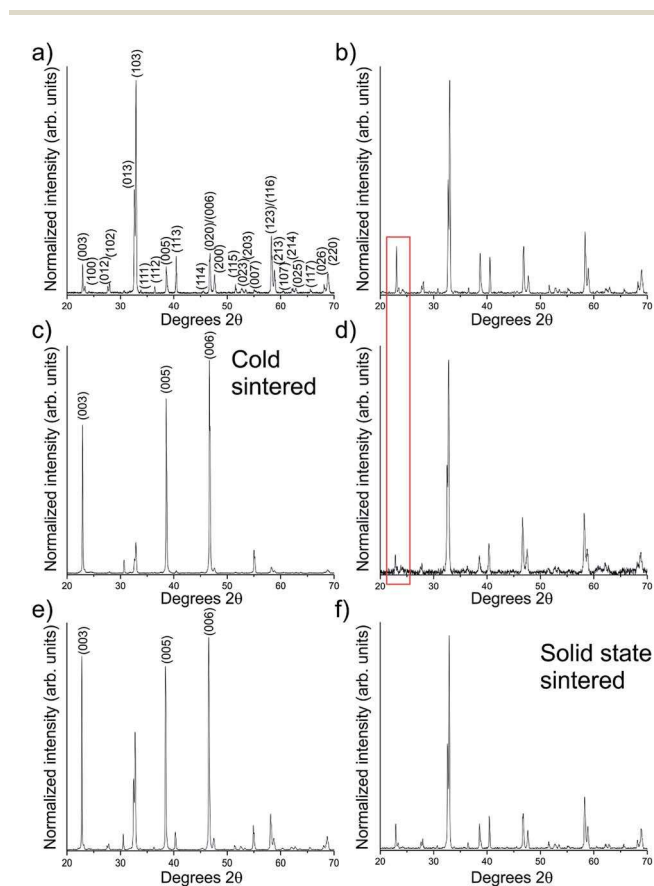 a)
Normalized intensity (arb. units)
(003)
(100)
(012)
(102)
(013)
(103)
(111)
(112)
(005)
(113)
(114)
(020)/(006)
(200)
(115)
(023)
(203)
(007)
(123)/(116)
(213)
(107)
(214)
(025)
(117)
(026)
(220)
20 30 40 50 60 70
Degrees 2θ
b)
Normalized intensity (arb. units)
20 30 40 50 60 70
Degrees 2θ
c)
Normalized intensity (arb. units)
(003)
(005)
(006)
Cold
sintered
20 30 40 50 60 70
Degrees 2θ
d)
Normalized intensity (arb. units)
20 30 40 50 60 70
Degrees 2θ
e)
Normalized intensity (arb. units)
(003)
(005)
(006)
20 30 40 50 60 70
Degrees 2θ
f)
Normalized intensity (arb. units)
Solid state
sintered
20 30 40 50 60 70
Degrees 2θ